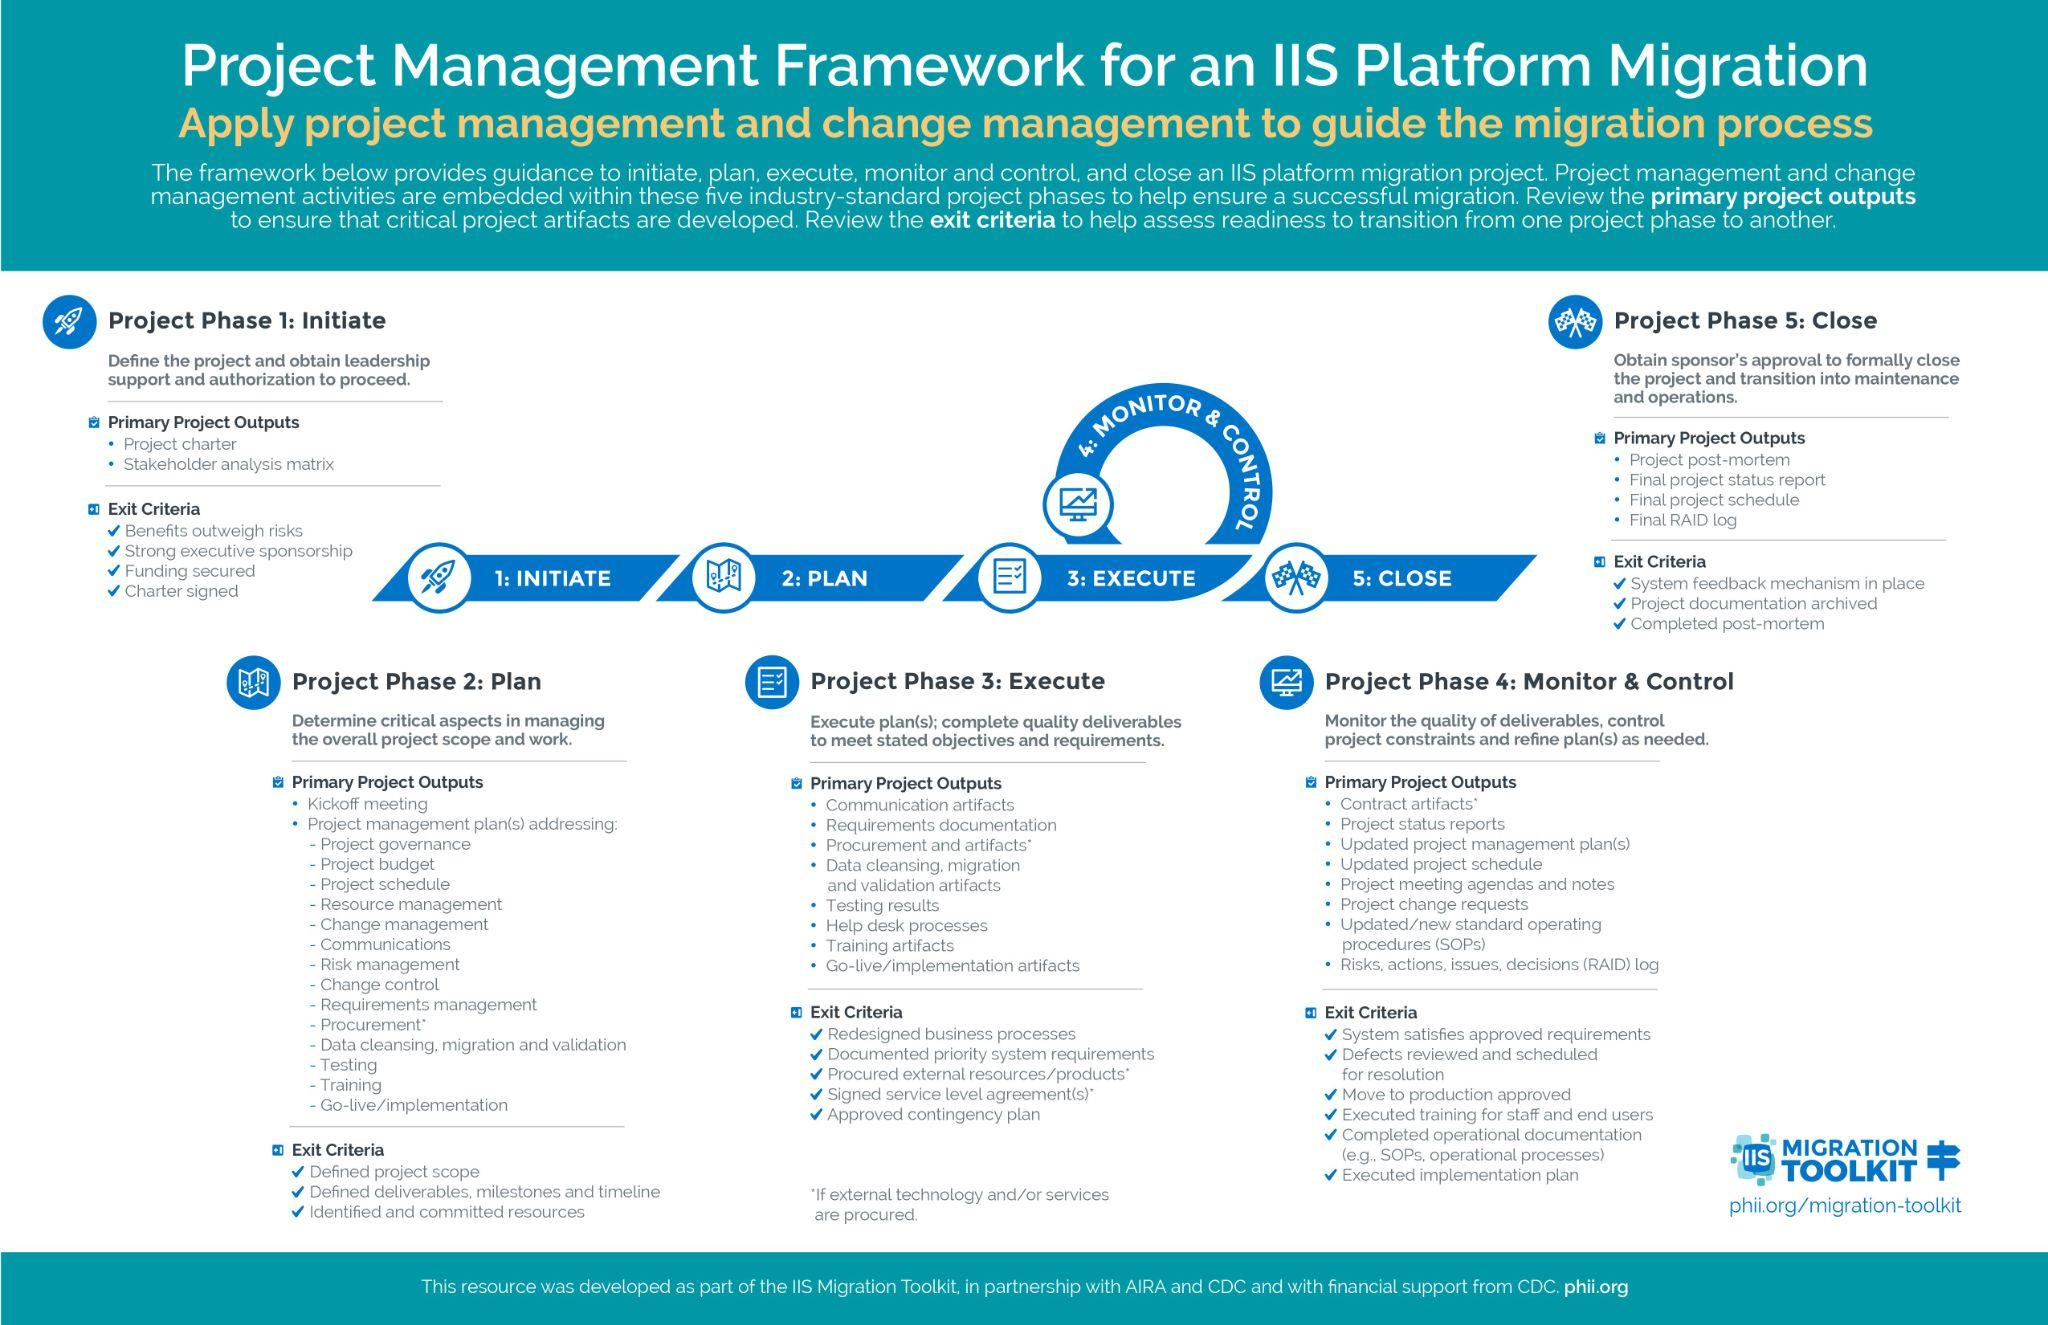 Project Management Framework for an IIS Platform Migration
Apply project management and change management to guide the migration process
The framework below provides guidance to initiate, plan, execute, monitor and control, and close an IIS platform migration project. Project management and change
management activities are embedded within these five industry-standard project phases to help ensure a successful migration. Review the primary project outputs
to ensure that critical project artifacts are developed. Review the exit criteria to help assess readiness to transition from one project phase to another.
Project Phase 1: Initiate
Define the project and obtain leadership
support and authorization to proceed.
Primary Project Outputs
• Project charter
• Stakeholder analysis matrix
Exit Criteria
✔ Benefits outweigh risks
✔ Strong executive sponsorship
✔ Funding secured
✔ Charter signed
1: INITIATE
2: PLAN
3: EXECUTE
4: MONITOR & CONTROL
5: CLOSE
Project Phase 5: Close
Obtain sponsor's approval to formally close
the project and transition into maintenance
and operations.
Primary Project Outputs
• Project post-mortem
• Final project status report
• Final project schedule
• Final RAID log
Exit Criteria
✔ System feedback mechanism in place
✔ Project documentation archived
✔ Completed post-mortem
Project Phase 2: Plan
Determine critical aspects in managing
the overall project scope and work.
Primary Project Outputs
• Kickoff meeting
• Project management plan(s) addressing:
- Project governance
- Project budget
- Project schedule
- Resource management
- Change management
- Communications
- Risk management
- Change control
- Requirements management
- Procurement*
- Data cleansing, migration and validation
- Testing
- Training
- Go-live/implementation
Exit Criteria
✔ Defined project scope
✔ Defined deliverables, milestones and timeline
✔ Identified and committed resources
Project Phase 3: Execute
Execute plan(s); complete quality deliverables
to meet stated objectives and requirements.
Primary Project Outputs
• Communication artifacts
• Requirements documentation
• Procurement and artifacts*
• Data cleansing, migration
and validation artifacts
• Testing results
• Help desk processes
• Training artifacts
• Go-live/implementation artifacts
Exit Criteria
✔ Redesigned business processes
✔ Documented priority system requirements
✔ Procured external resources/products*
✔ Signed service level agreement(s)*
✔ Approved contingency plan
*If external technology and/or services
are procured.
Project Phase 4: Monitor & Control
Monitor the quality of deliverables, control
project constraints and refine plan(s) as needed.
Primary Project Outputs
• Contract artifacts*
• Project status reports
• Updated project management plan(s)
• Updated project schedule
• Project meeting agendas and notes
• Project change requests
• Updated/new standard operating
procedures (SOPs)
• Risks, actions, issues, decisions (RAID) log
Exit Criteria
✔ System satisfies approved requirements
✔ Defects reviewed and scheduled
for resolution
✔ Move to production approved
✔ Executed training for staff and end users
✔ Completed operational documentation
(e.g., SOPs, operational processes)
✔ Executed implementation plan
IIS MIGRATION
TOOLKIT
phii.org/migration-toolkit
This resource was developed as part of the IIS Migration Toolkit, in partnership with AIRA and CDC and with financial support from CDC. phii.org